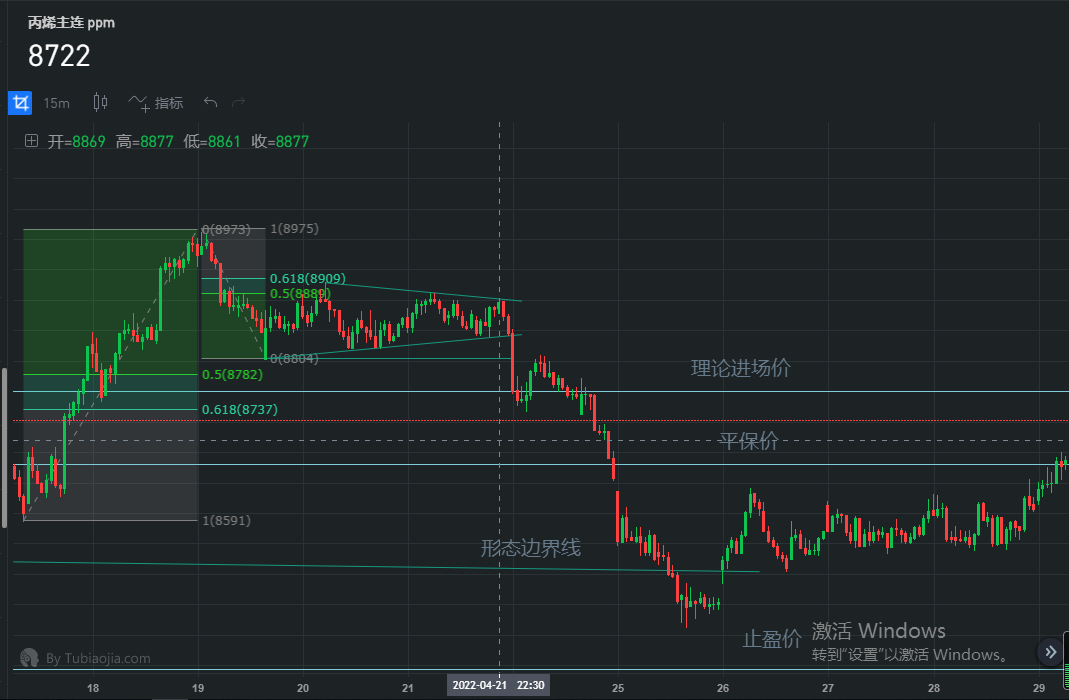 丙烯主连 ppm
8722
15m 指标
开=8869 高=8877 低=8861 收=8877
0(8973) 1(8975)
0.618(8909)
0.5(8889)
0(8804)
0.5(8782)
理论进场价
0.618(8737)
平保价
1(8591)
形态边界线
止盈价
激活 Windows
转到“设置”以激活 Windows。
By Tubiaojia.com
18 19 20 21 2022-04-21 22:30 25 26 27 28 29